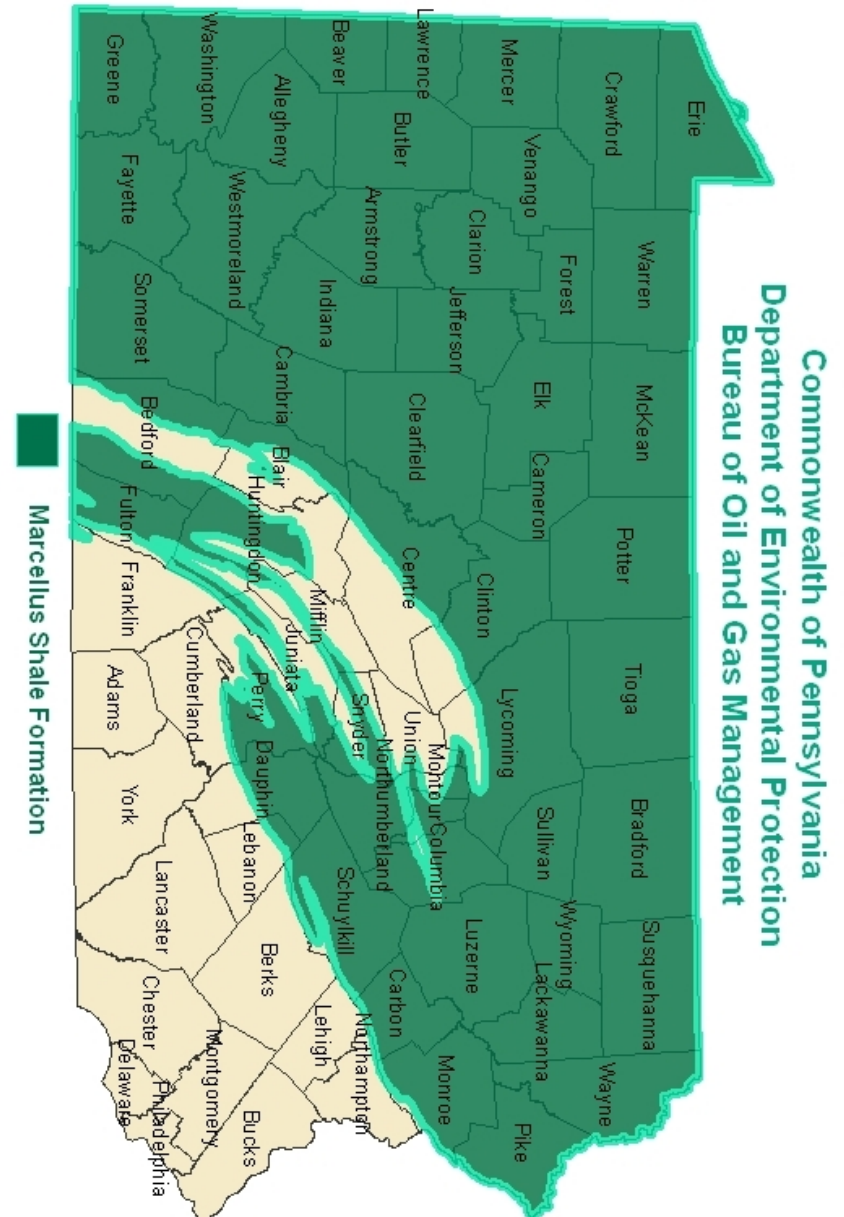 Commonwealth of Pennsylvania
Department of Environmental Protection
Bureau of Oil and Gas Management
Erie
Crawford
Warren
McKean
Potter
Tioga
Bradford
Susquehanna
Wayne
Mercer
Venango
Forest
Elk
Cameron
Clinton
Lycoming
Sullivan
Wyoming
Lackawanna
Pike
Lawrence
Butler
Clarion
Jefferson
Clearfield
Centre
Union
Montour
Columbia
Luzerne
Monroe
Beaver
Armstrong
Indiana
Cambria
Blair
Huntingdon
Mifflin
Juniata
Snyder
Northumberland
Schuylkill
Carbon
Northampton
Allegheny
Westmoreland
Perry
Dauphin
Lebanon
Berks
Lehigh
Bucks
Washington
Somerset
Bedford
Fulton
Franklin
Cumberland
Adams
York
Lancaster
Chester
Montgomery
Philadelphia
Delaware
Greene
Fayette
Marcellus Shale Formation